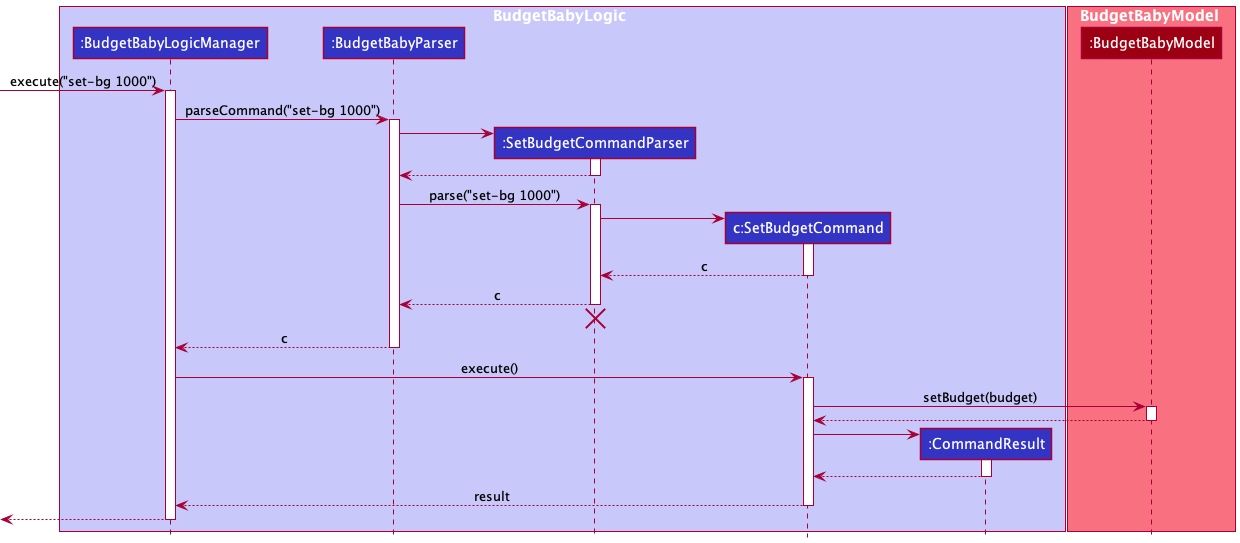 BudgetBabyLogic
BudgetBabyModel
:BudgetBabyLogicManager
:BudgetBabyParser
:BudgetBabyModel
execute("set-bg 1000")
parseCommand("set-bg 1000")
:SetBudgetCommandParser
parse("set-bg 1000")
c:SetBudgetCommand
c
c
c
execute()
setBudget(budget)
:CommandResult
result